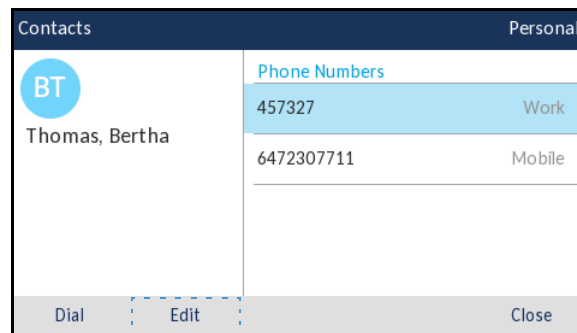 Contacts Personal
BT
Thomas, Bertha
Phone Numbers
457327 Work
6472307711 Mobile
Dial Edit Close